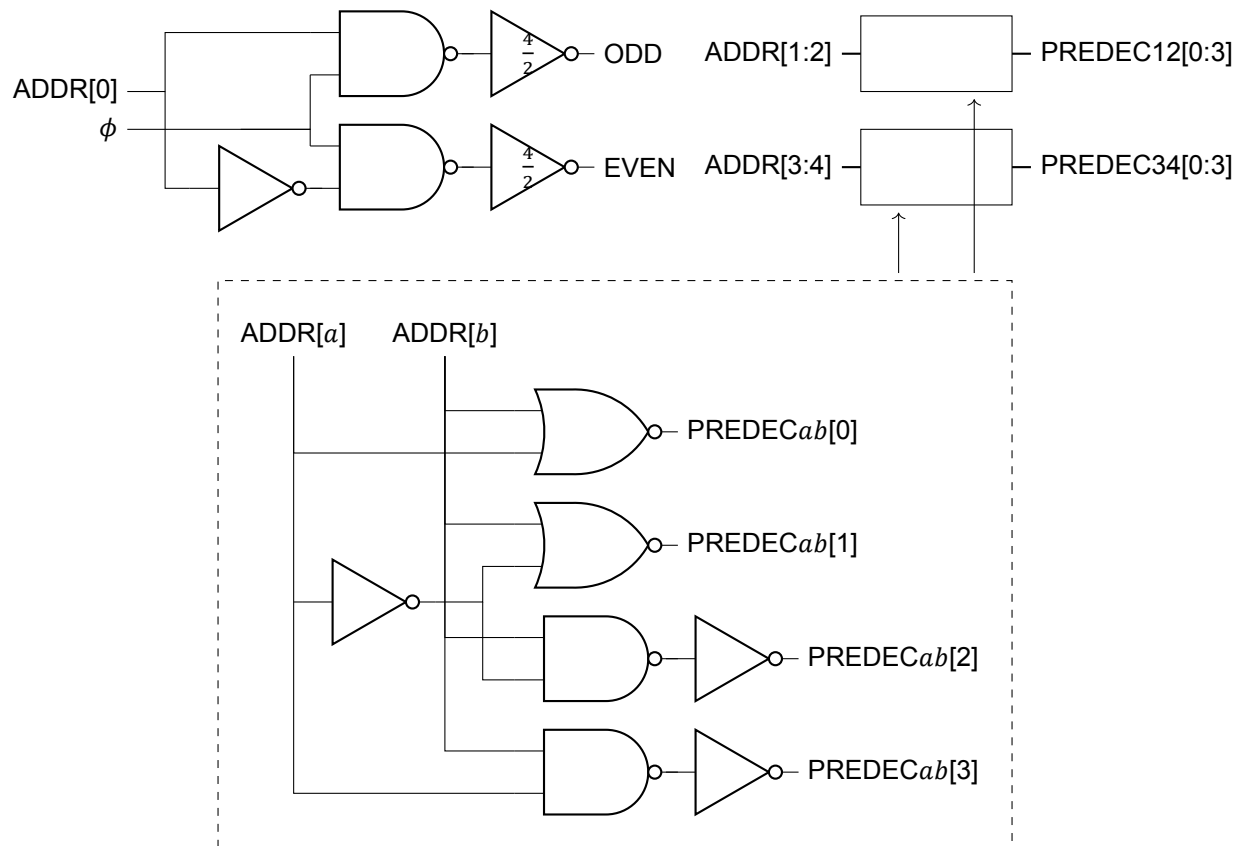 ADDR[0]
ϕ
4
2
ODD
4
2
EVEN
ADDR[1:2]
PREDEC12[0:3]
ADDR[3:4]
PREDEC34[0:3]
ADDR[a]
ADDR[b]
PREDECab[0]
PREDECab[1]
PREDECab[2]
PREDECab[3]